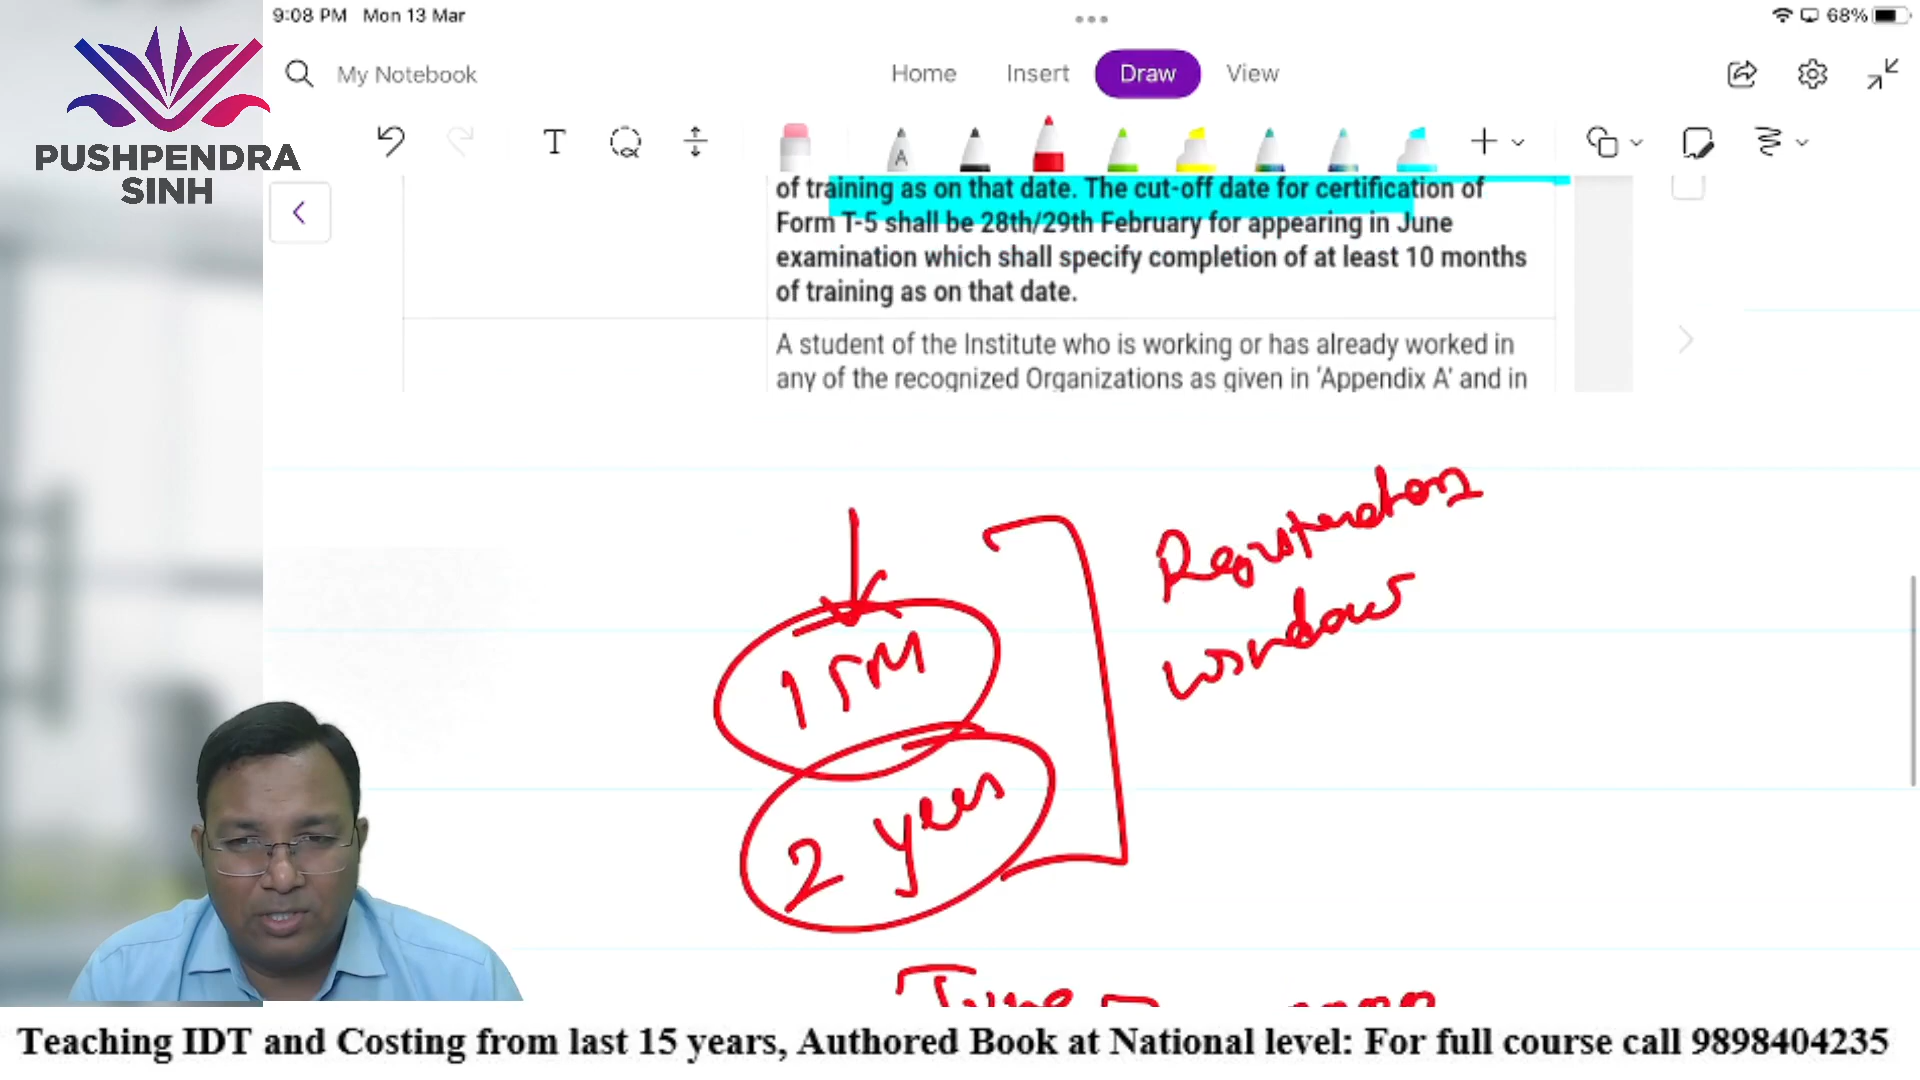 9:08 PM Mon 13 Mar
68%
PUSHPENDRA
SINH
My Notebook
Home Insert Draw View
T
A
of training as on that date. The cut-off date for certification of
Form T-5 shall be 28th/29th February for appearing in June
examination which shall specify completion of at least 10 months
of training as on that date.
A student of the Institute who is working or has already worked in
any of the recognized Organizations as given in ‘Appendix A’ and in
Registration
window
15M
2 years
June
Teaching IDT and Costing from last 15 years, Authored Book at National level: For full course call 9898404235